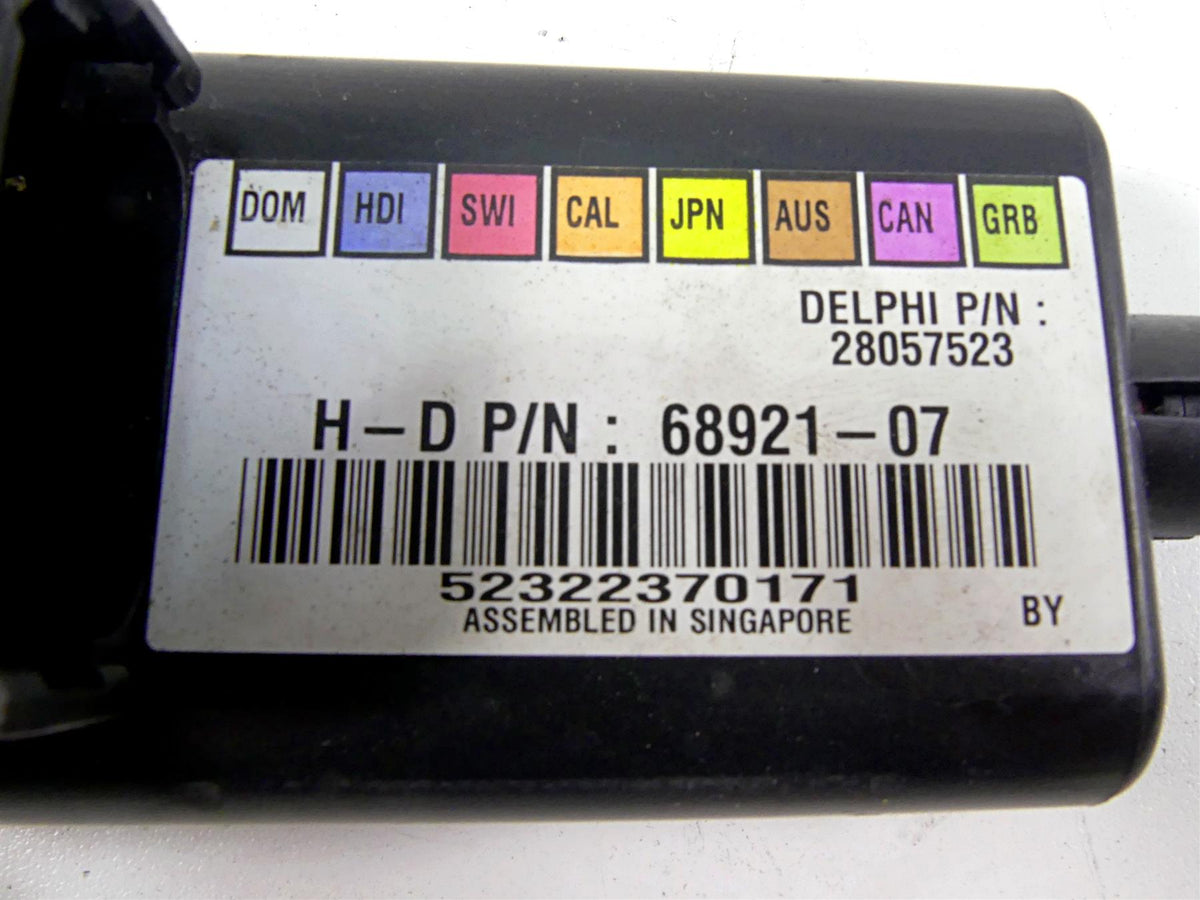 DOM HDI SWI CAL JPN AUS CAN GRB
DELPHI P/N :
28057523
H-D P/N : 68921-07
52322370171
ASSEMBLED IN SINGAPORE
BY